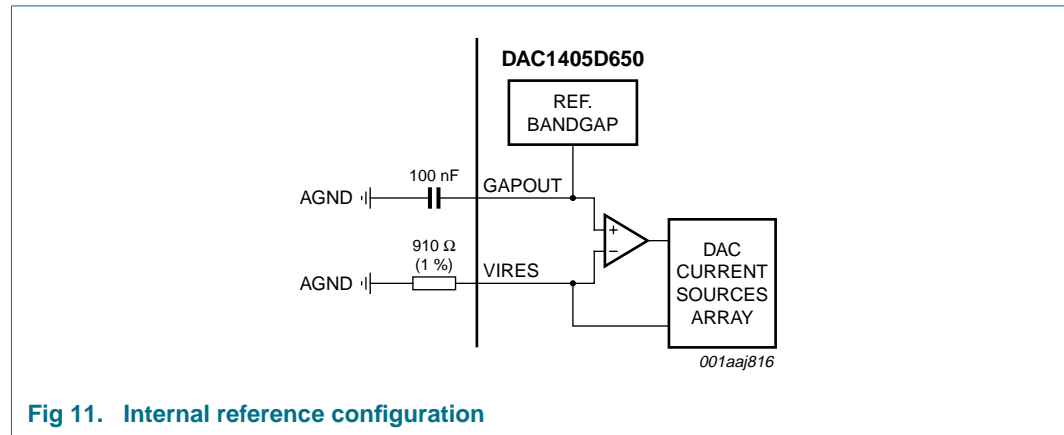 DAC1405D650
REF.
BANDGAP
100 nF
GAPOUT
AGND
+
910 Ω
(1 %)
−
VIRES
AGND
DAC
CURRENT
SOURCES
ARRAY
001aaj816
Fig 11. Internal reference configuration